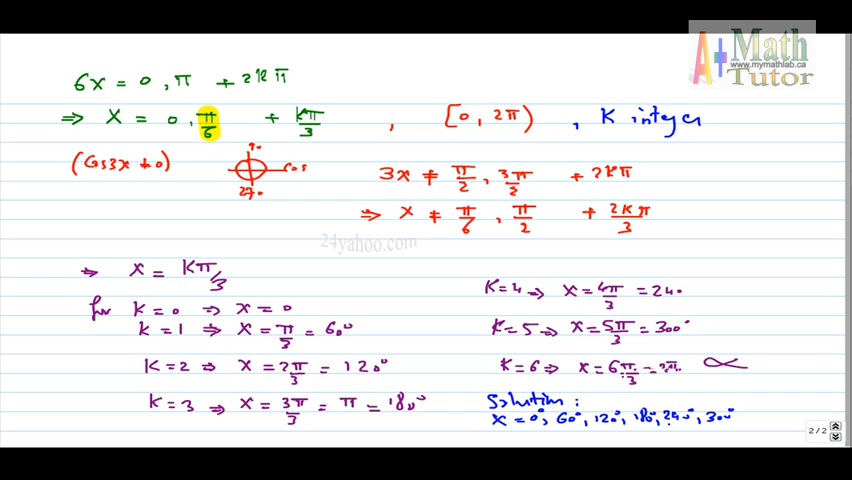 A+ Math
www.mymathlab.ca
Tutor
6x = 0, π + 2kπ
⇒ x = 0, π/6 + kπ/3 , [0, 2π) , K integer
(Cos3x ≠ 0)
90
cos
270
3x ≠ π/2, 3π/2 + 2kπ
⇒ x ≠ π/6, π/2 + 2kπ/3
24yahoo.com
⇒ x = Kπ/3
for K=0 ⇒ x=0
K=1 ⇒ x=π/3=60°
K=2 ⇒ x=2π/3=120°
K=3 ⇒ x=3π/3=π=180°
K=4 ⇒ x=4π/3=240
K=5 ⇒ x=5π/3=300°
K=6 ⇒ x=6π/3=2π
Solution:
x=0°, 60°, 120°, 180°, 240°, 300°
2 / 2